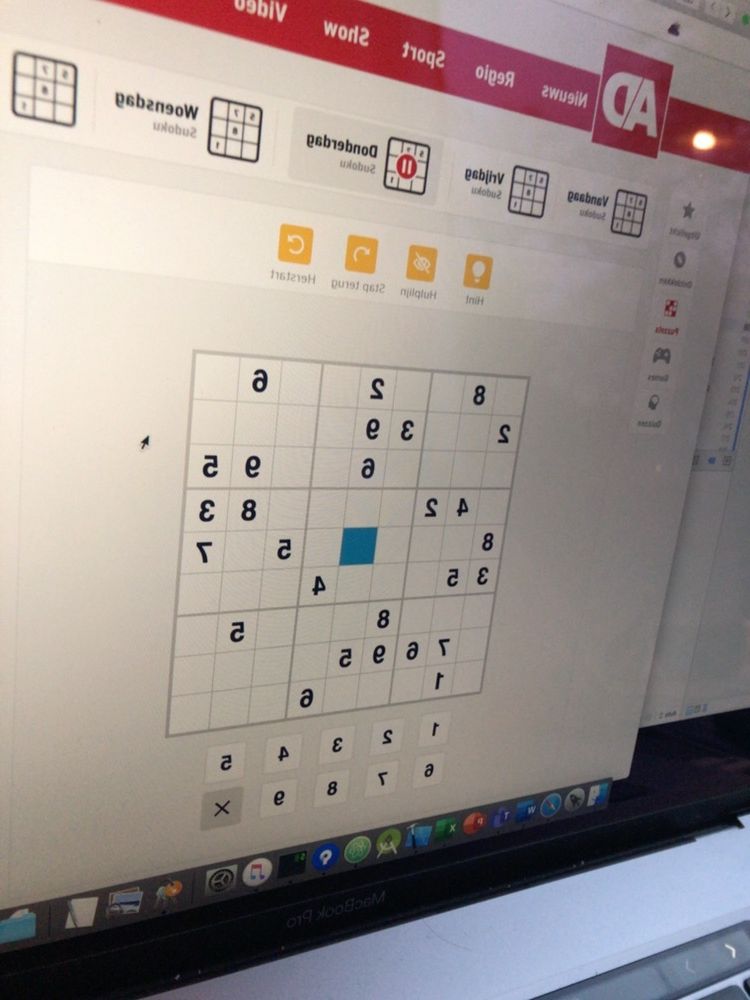 AD
Nieuws Regio Sport Show Video
Vandaag
Sudoku
Vrijdag
Sudoku
Donderdag
Sudoku
Woensdag
Sudoku
Uitgelicht
Ontdekken
Puzzels
Games
Quizzen
Hint Hulplijn Stap terug Herstart
8 2 6
2 3 9
6 9 5
4 2 8 3
8 5 7
3 5 4
8 5
7 6 9 5
1 6
1 2 3 4 5
6 7 8 9 ×
MacBook Pro